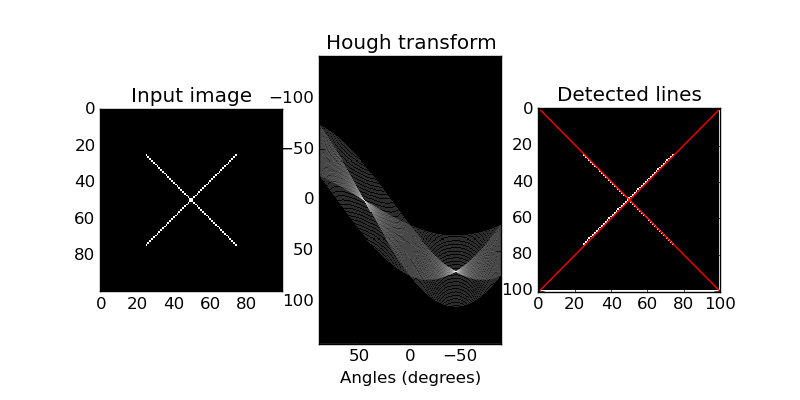 Input image
0
20
40
60
80
0 20 40 60 80
Hough transform
−100
−50
0
50
100
50 0 −50
Angles (degrees)
Detected lines
0
20
40
60
80
100
0 20 40 60 80 100